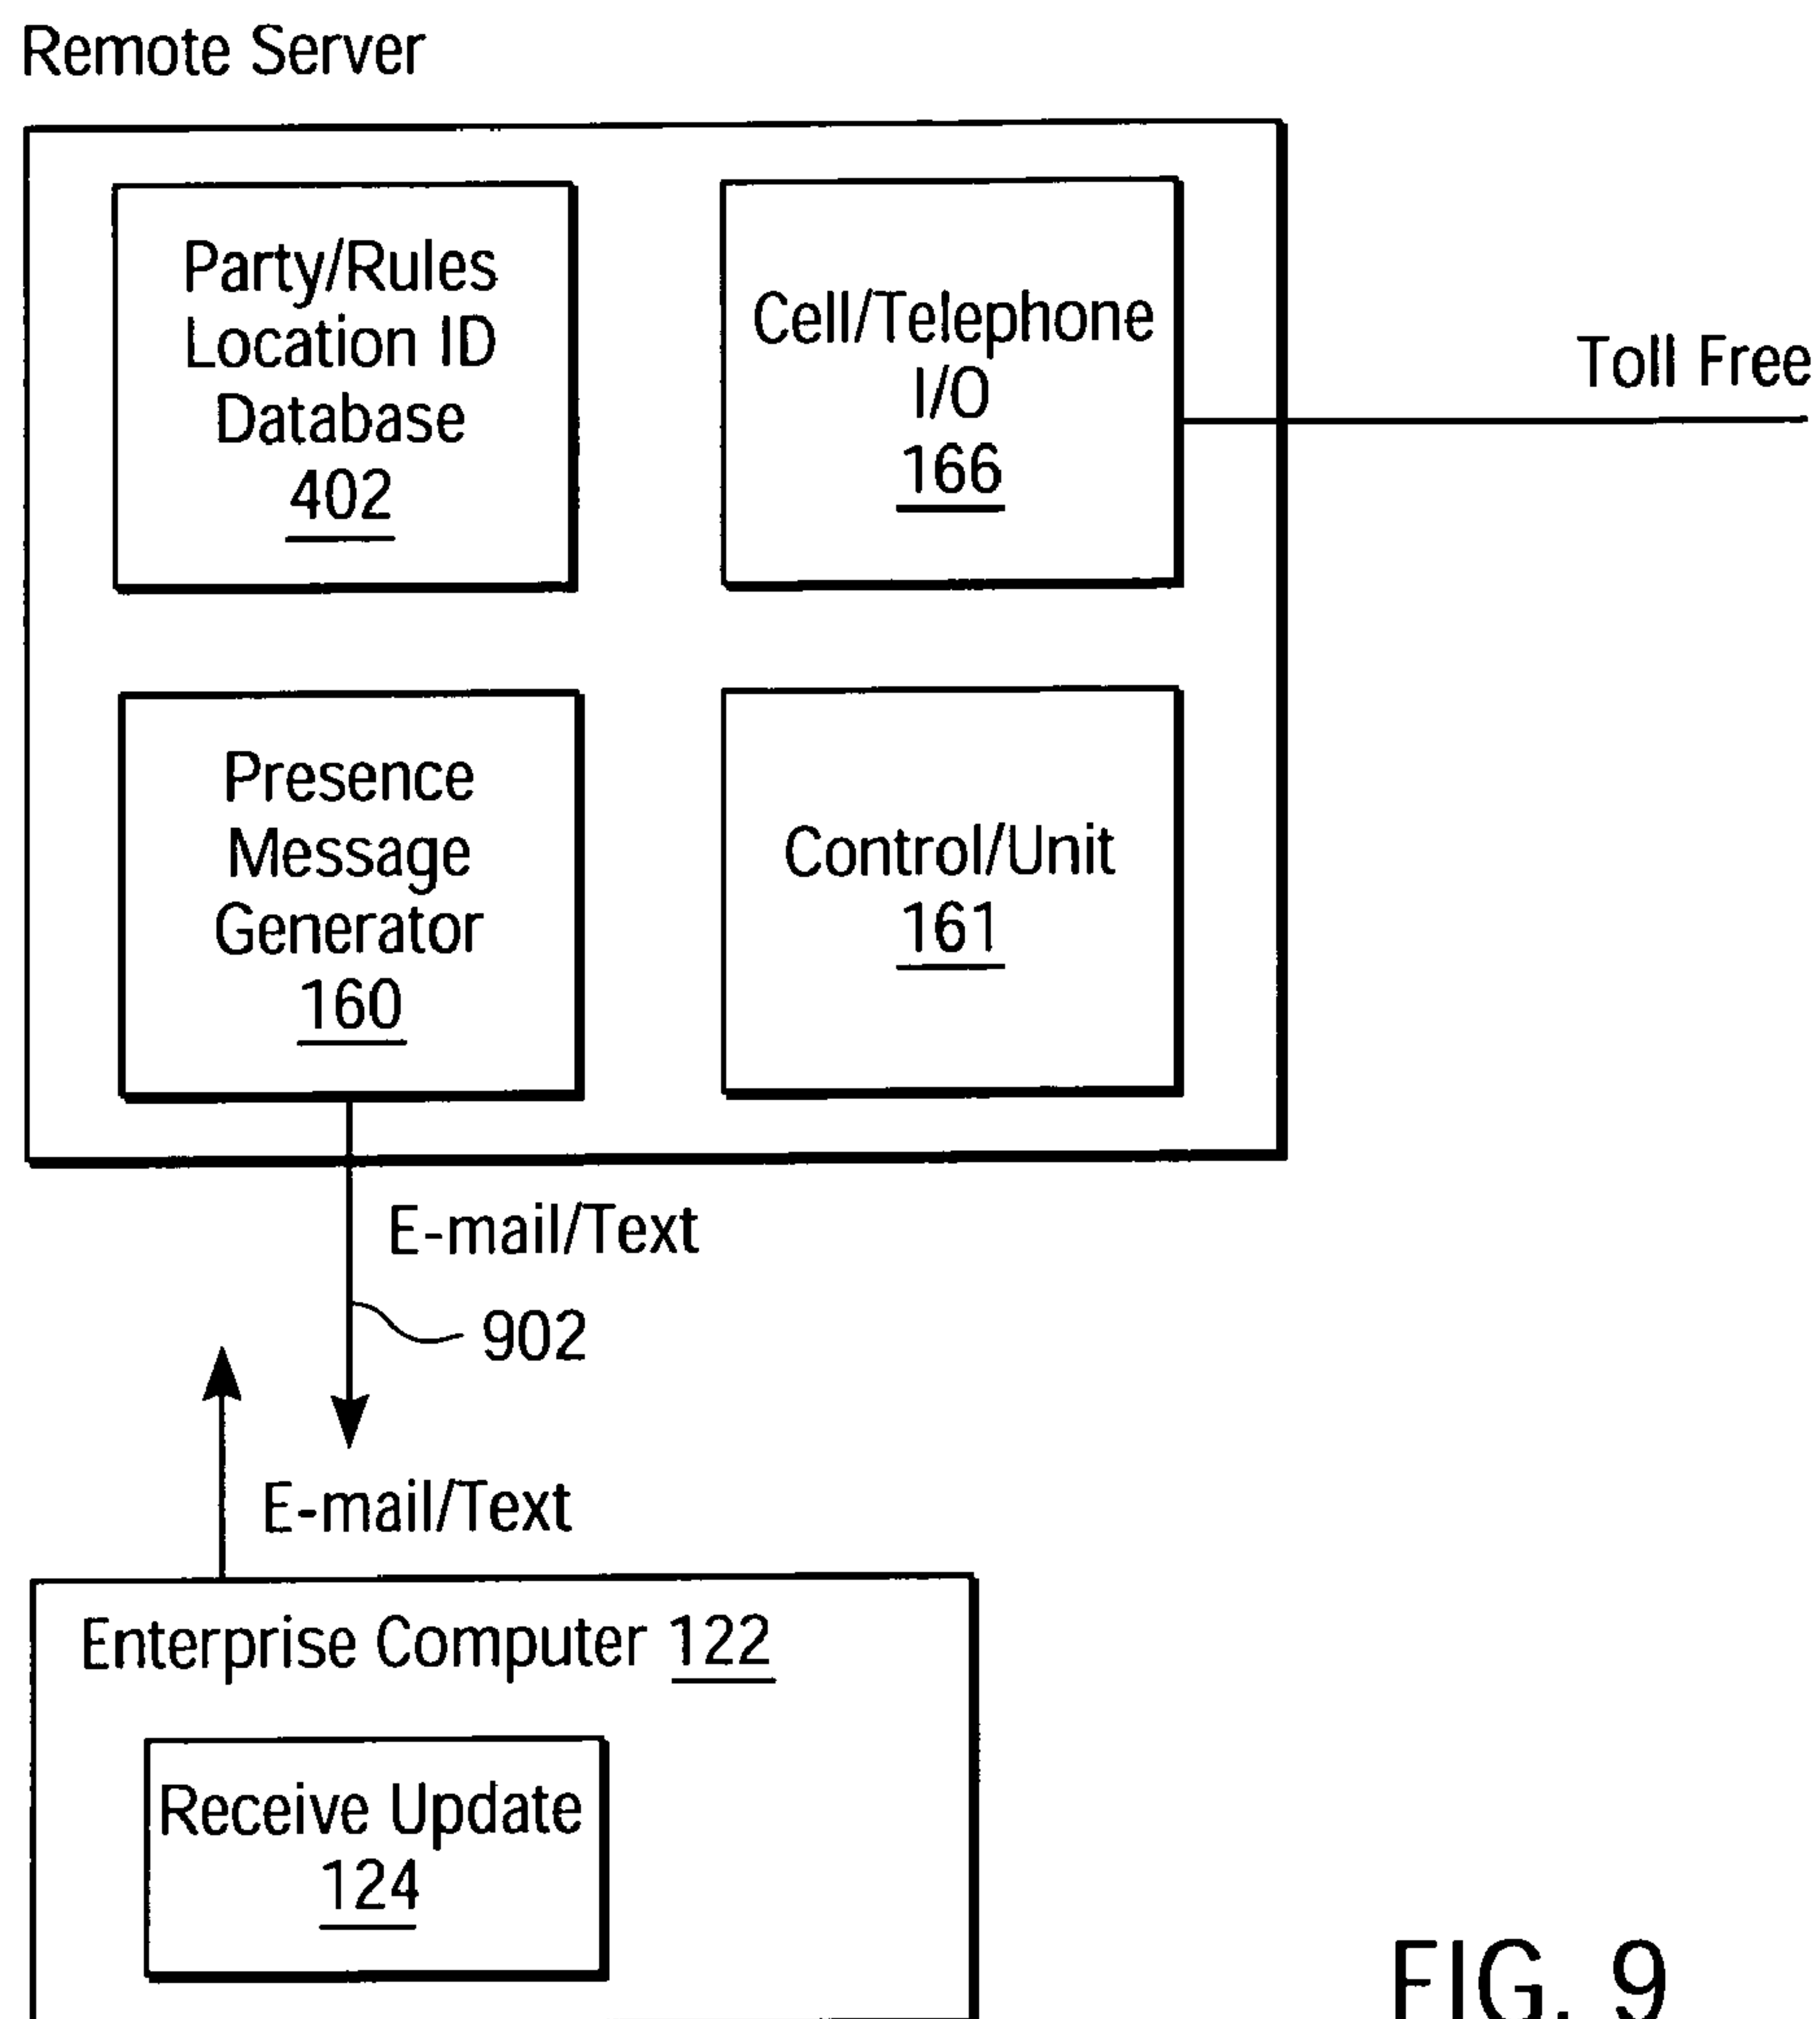 Remote Server
Party/Rules
Location ID
Database
402
Cell/Telephone
I/O
166
Toll Free
Presence
Message
Generator
160
Control/Unit
161
E-mail/Text
902
E-mail/Text
Enterprise Computer 122
Receive Update
124
FIG. 9